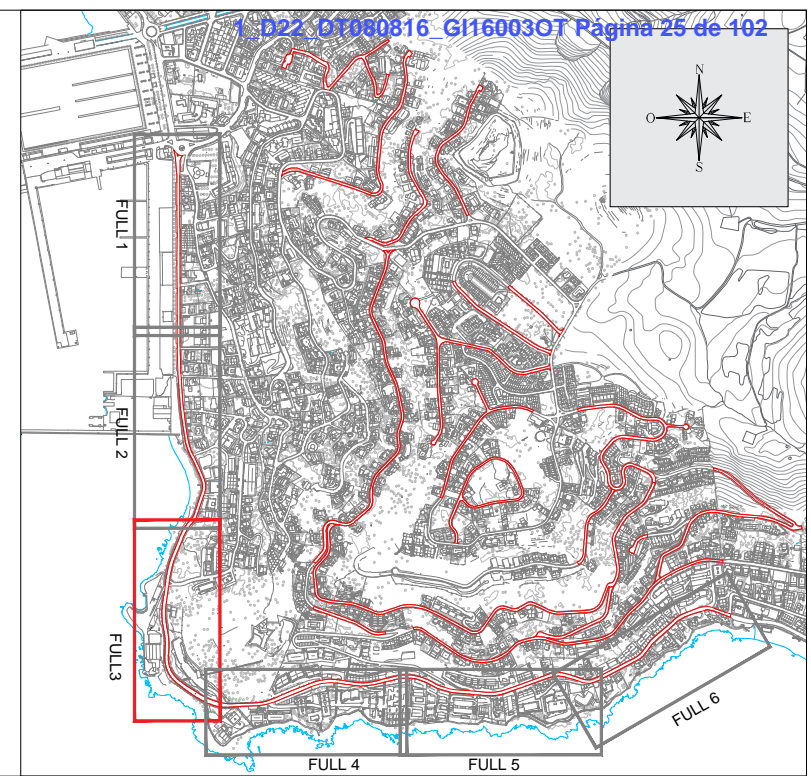 1_D22_DT080816_GI16003OT Página 25 de 102
N
O
E
S
FULL 1
FULL 2
FULL3
FULL 4
FULL 5
FULL 6